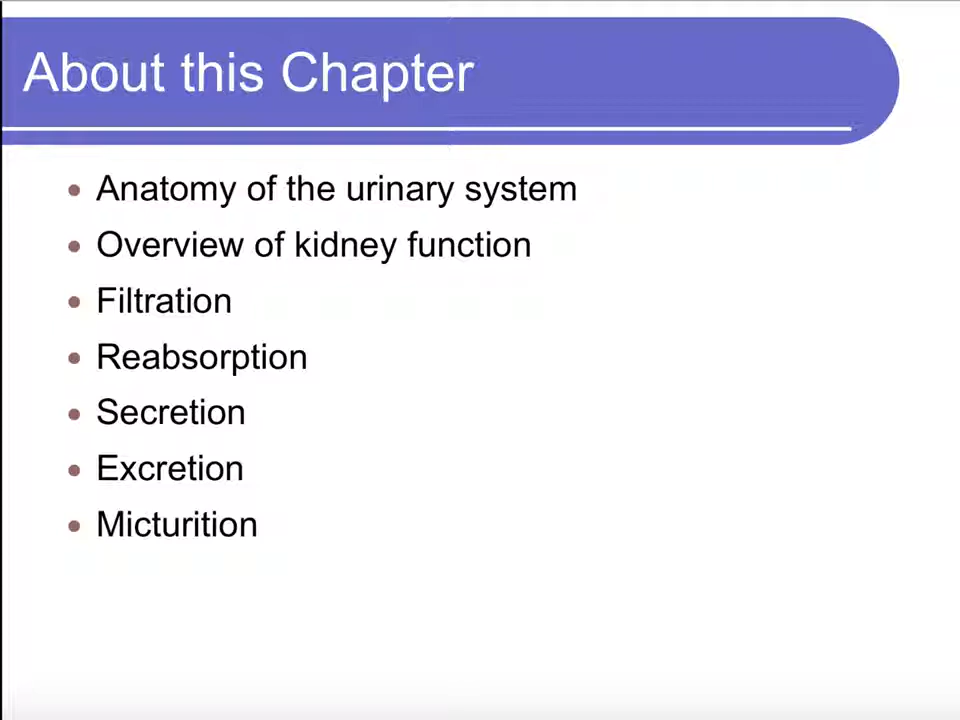 About this Chapter
Anatomy of the urinary system
Overview of kidney function
Filtration
Reabsorption
Secretion
Excretion
Micturition